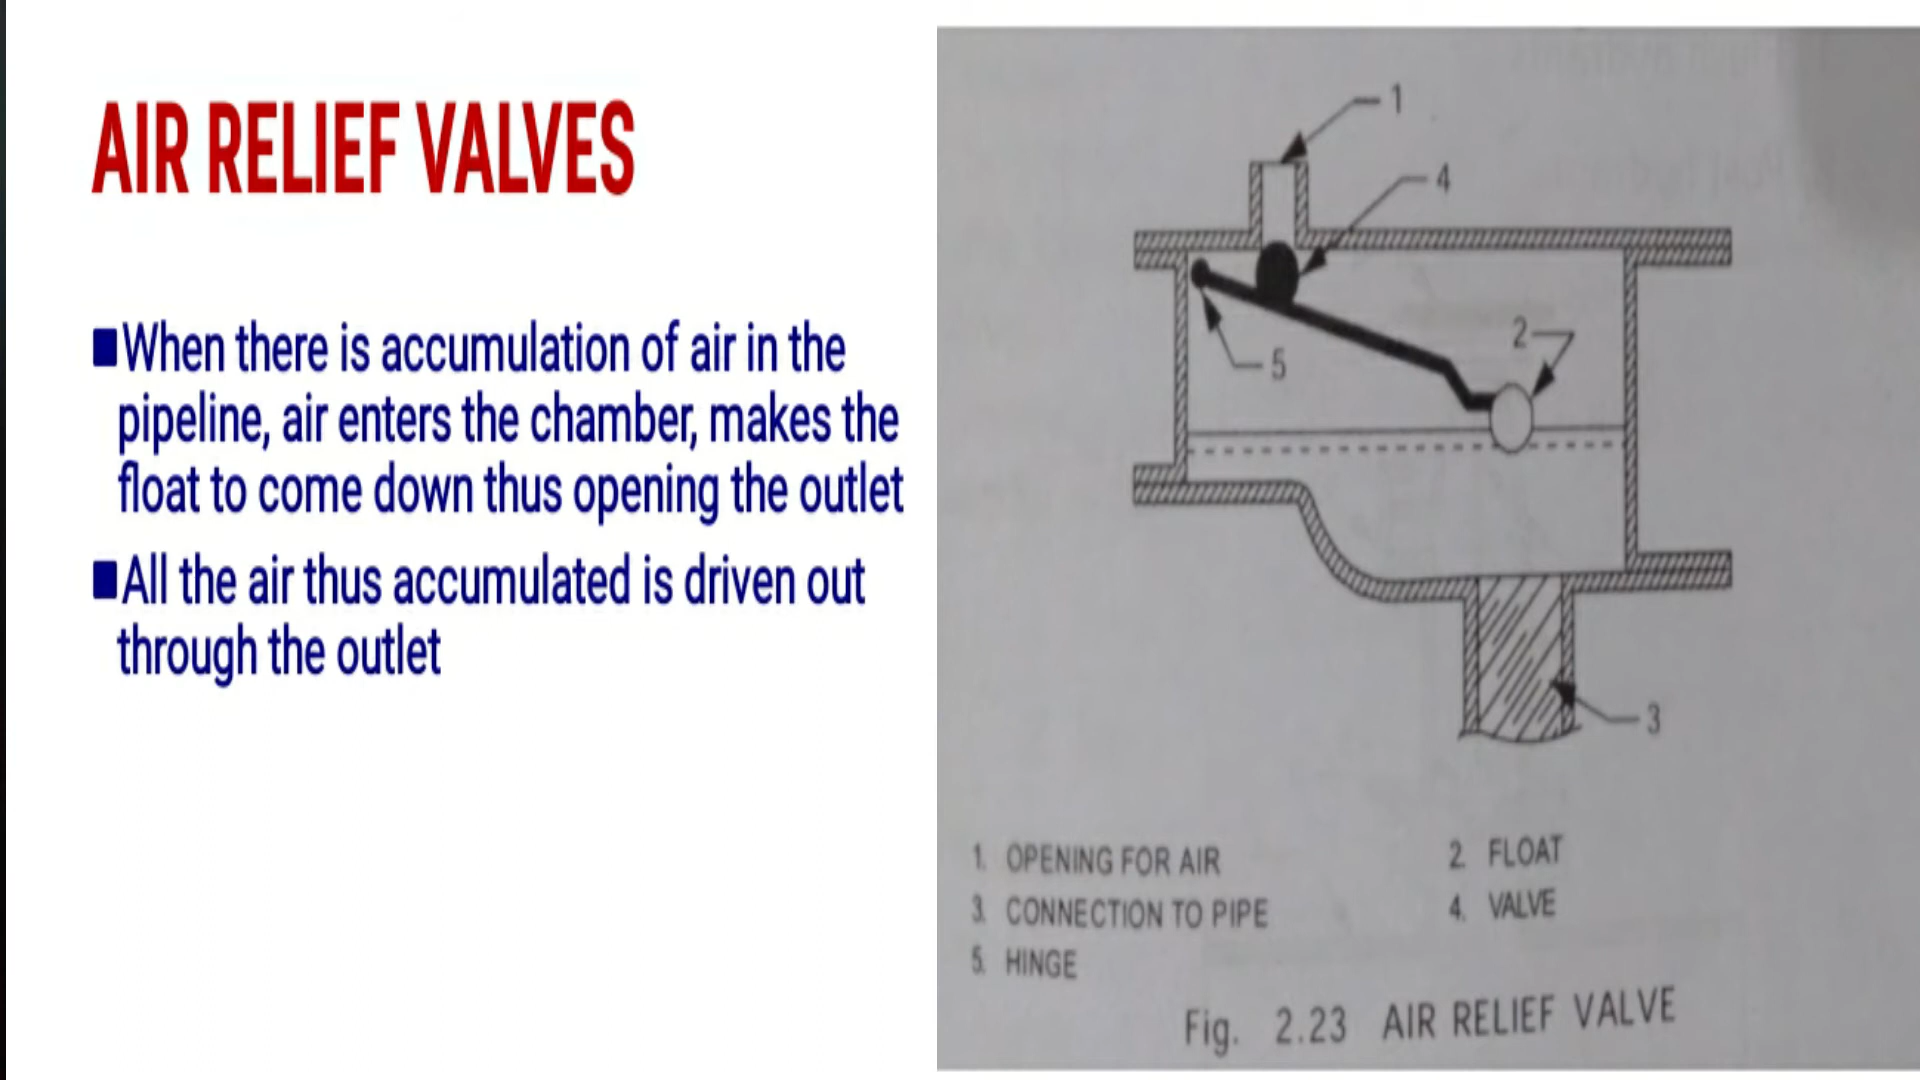 AIR RELIEF VALVES
■When there is accumulation of air in the
pipeline, air enters the chamber, makes the
float to come down thus opening the outlet
■All the air thus accumulated is driven out
through the outlet
1
4
2
5
3
1. OPENING FOR AIR
2. FLOAT
3. CONNECTION TO PIPE
4. VALVE
5. HINGE
Fig. 2.23 AIR RELIEF VALVE